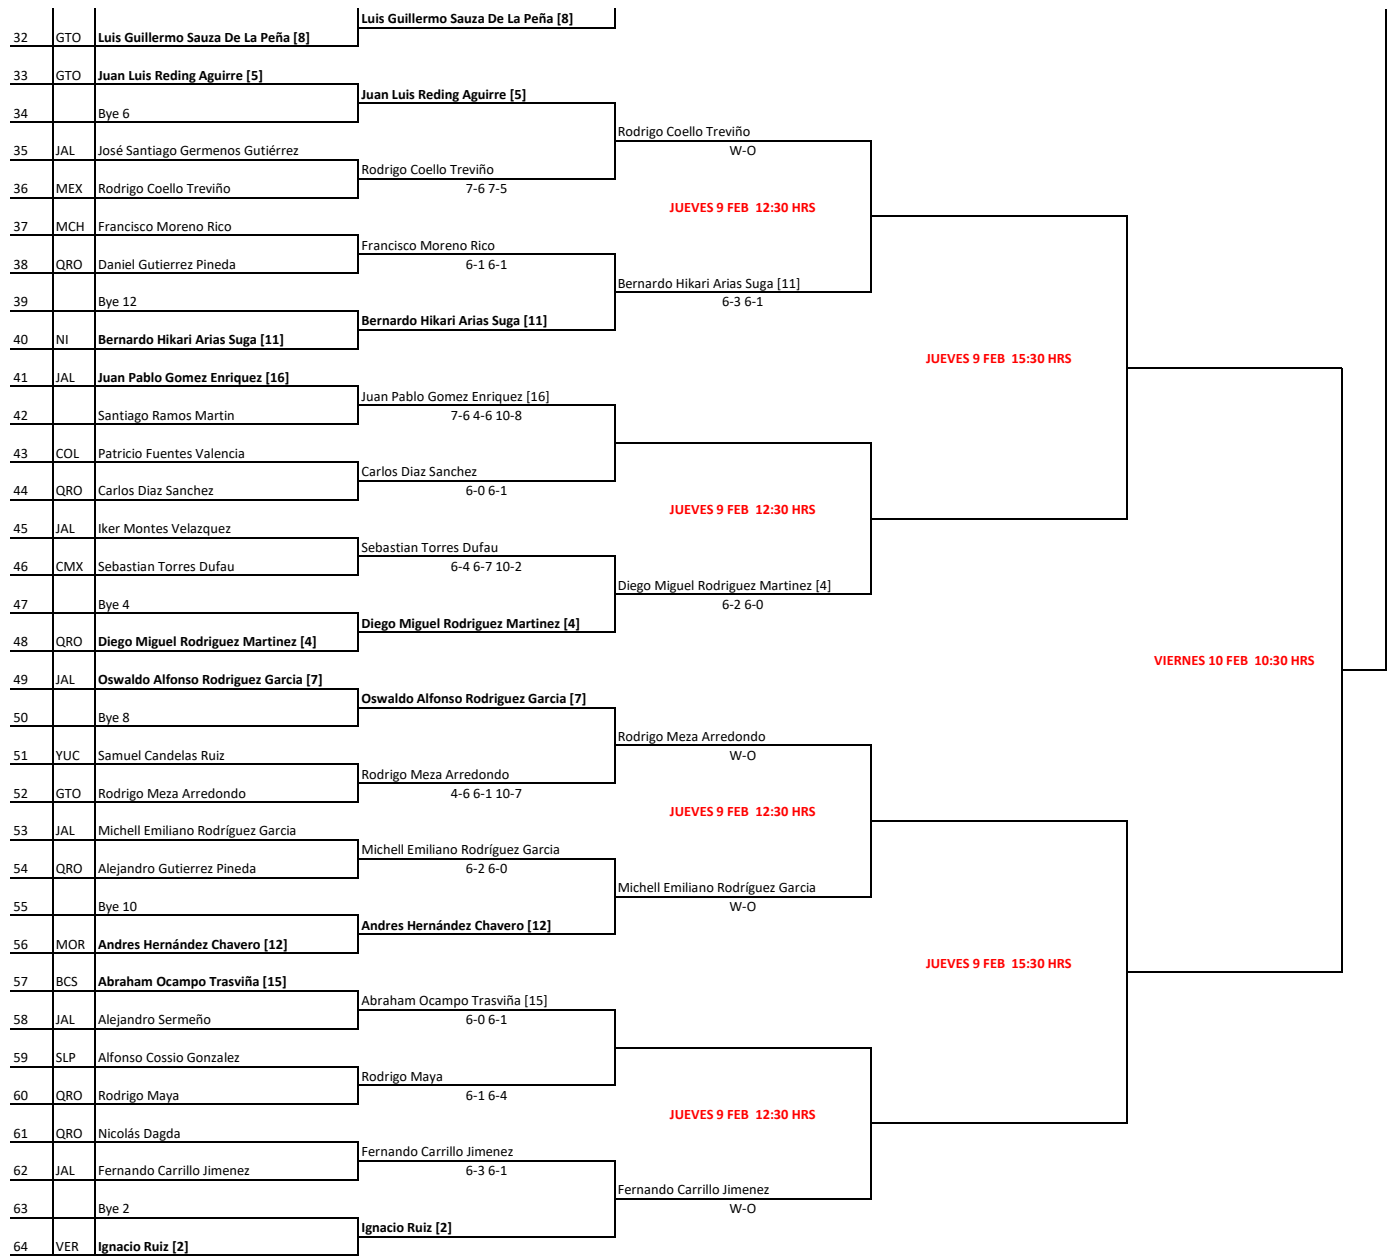 Luis Guillermo Sauza De La Peña [8]
32 GTO Luis Guillermo Sauza De La Peña [8]
33 GTO Juan Luis Reding Aguirre [5]
Juan Luis Reding Aguirre [5]
34 Bye 6
Rodrigo Coello Treviño
35 JAL José Santiago Germenos Gutiérrez W-O
Rodrigo Coello Treviño
36 MEX Rodrigo Coello Treviño 7-6 7-5
JUEVES 9 FEB 12:30 HRS
37 MCH Francisco Moreno Rico
Francisco Moreno Rico
38 QRO Daniel Gutierrez Pineda 6-1 6-1
Bernardo Hikari Arias Suga [11]
39 Bye 12 6-3 6-1
Bernardo Hikari Arias Suga [11]
40 NI Bernardo Hikari Arias Suga [11]
JUEVES 9 FEB 15:30 HRS
41 JAL Juan Pablo Gomez Enriquez [16]
Juan Pablo Gomez Enriquez [16]
42 Santiago Ramos Martin 7-6 4-6 10-8
43 COL Patricio Fuentes Valencia
Carlos Diaz Sanchez
44 QRO Carlos Diaz Sanchez 6-0 6-1
JUEVES 9 FEB 12:30 HRS
45 JAL Iker Montes Velazquez
Sebastian Torres Dufau
46 CMX Sebastian Torres Dufau 6-4 6-7 10-2
Diego Miguel Rodriguez Martinez [4]
47 Bye 4 6-2 6-0
Diego Miguel Rodriguez Martinez [4]
48 QRO Diego Miguel Rodriguez Martinez [4]
VIERNES 10 FEB 10:30 HRS
49 JAL Oswaldo Alfonso Rodriguez Garcia [7]
Oswaldo Alfonso Rodriguez Garcia [7]
50 Bye 8
Rodrigo Meza Arredondo
51 YUC Samuel Candelas Ruiz W-O
Rodrigo Meza Arredondo
52 GTO Rodrigo Meza Arredondo 4-6 6-1 10-7
JUEVES 9 FEB 12:30 HRS
53 JAL Michell Emiliano Rodríguez Garcia
Michell Emiliano Rodríguez Garcia
54 QRO Alejandro Gutierrez Pineda 6-2 6-0
Michell Emiliano Rodríguez Garcia
55 Bye 10 W-O
Andres Hernández Chavero [12]
56 MOR Andres Hernández Chavero [12]
JUEVES 9 FEB 15:30 HRS
57 BCS Abraham Ocampo Trasviña [15]
Abraham Ocampo Trasviña [15]
58 JAL Alejandro Sermeño 6-0 6-1
59 SLP Alfonso Cossio Gonzalez
Rodrigo Maya
60 QRO Rodrigo Maya 6-1 6-4
JUEVES 9 FEB 12:30 HRS
61 QRO Nicolás Dagda
Fernando Carrillo Jimenez
62 JAL Fernando Carrillo Jimenez 6-3 6-1
Fernando Carrillo Jimenez
63 Bye 2 W-O
Ignacio Ruiz [2]
64 VER Ignacio Ruiz [2]